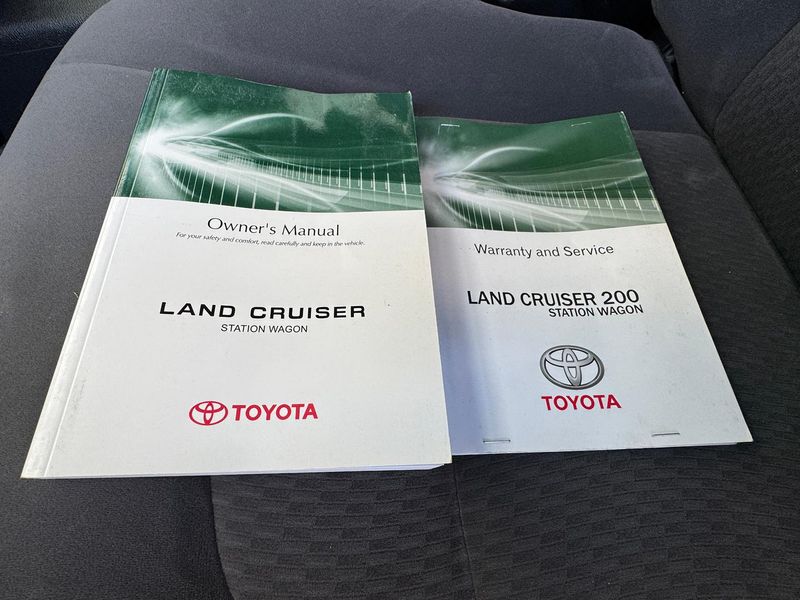 Owner's Manual
For your safety and comfort, read carefully and keep in the vehicle.
LAND CRUISER
STATION WAGON
TOYOTA
Warranty and Service
LAND CRUISER 200
STATION WAGON
TOYOTA